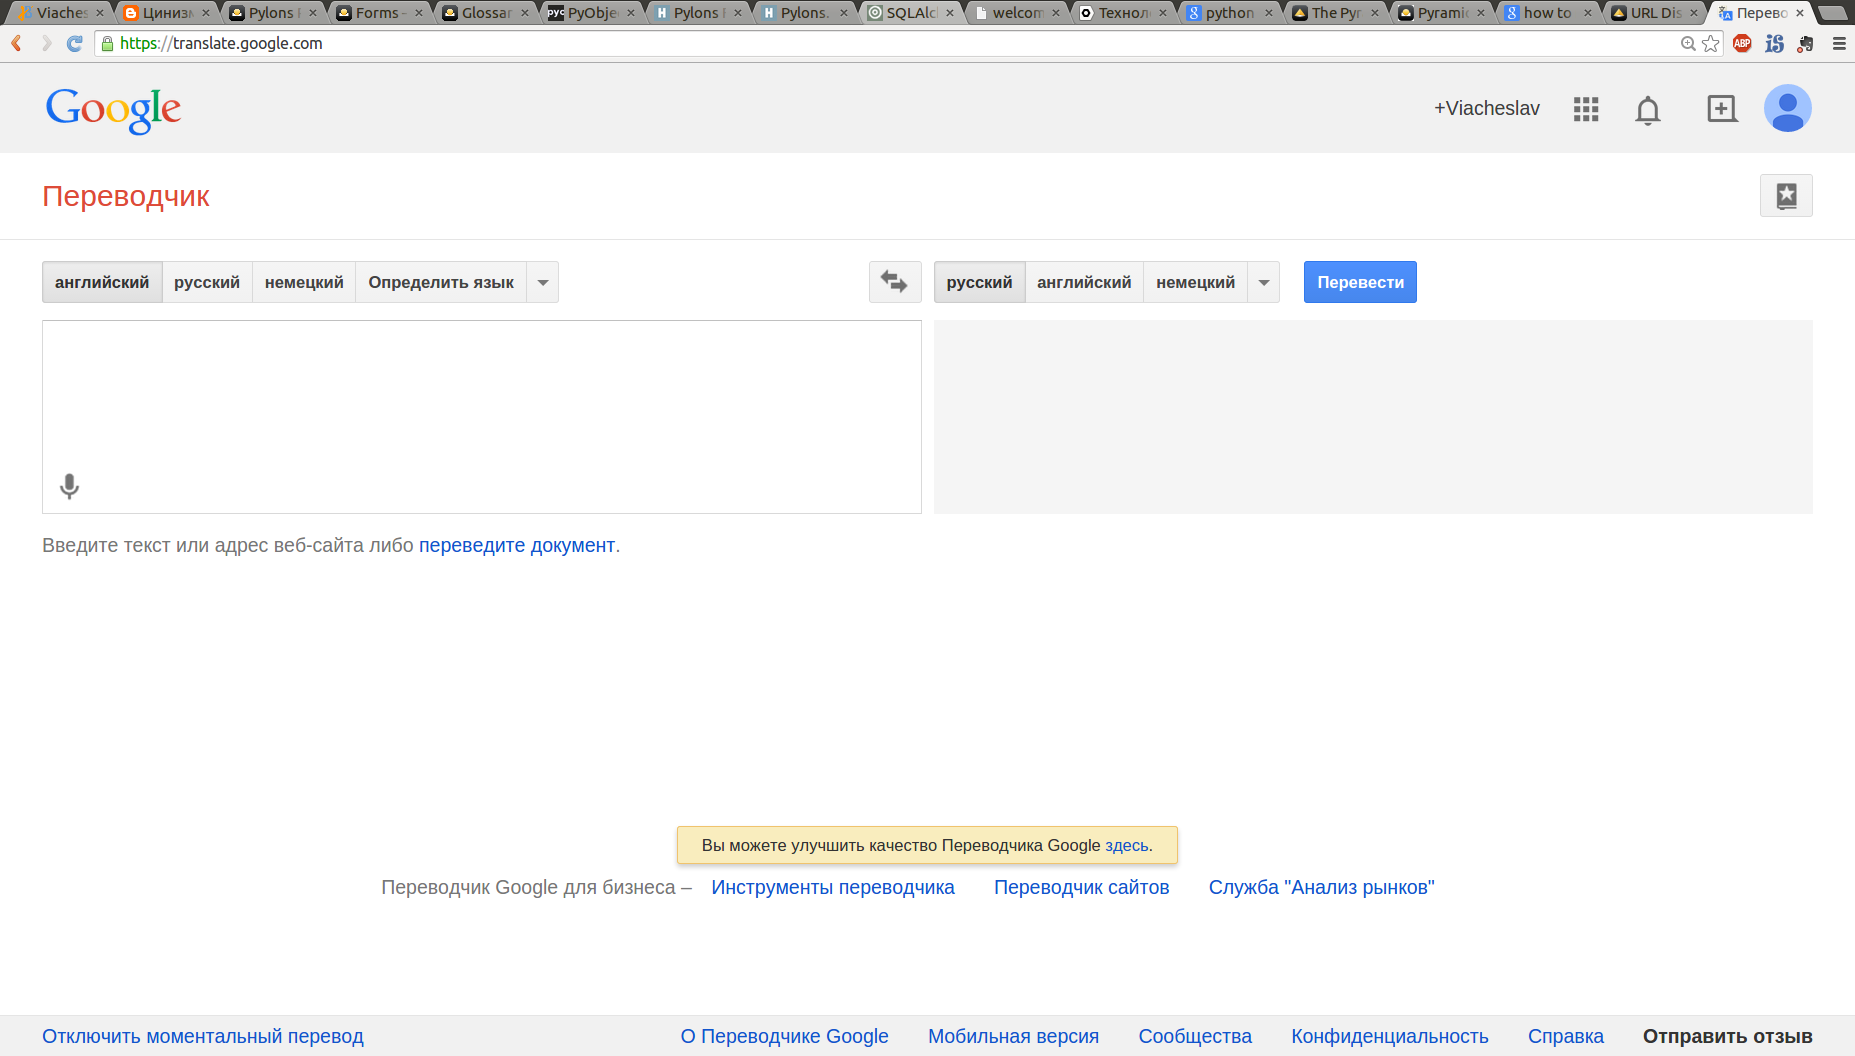 Viaches Цинизм Pylons Forms - Glossar PyObje Pylons Pylons. SQLAlc welcom Технол python The Pyr Pyramid how to URL Dis Перево
https://translate.google.com ABP
Google +Viacheslav
Переводчик
английский русский немецкий Определить язык русский английский немецкий Перевести
Введите текст или адрес веб-сайта либо переведите документ.
Вы можете улучшить качество Переводчика Google здесь.
Переводчик Google для бизнеса – Инструменты переводчика Переводчик сайтов Служба "Анализ рынков"
Отключить моментальный перевод О Переводчике Google Мобильная версия Сообщества Конфиденциальность Справка Отправить отзыв